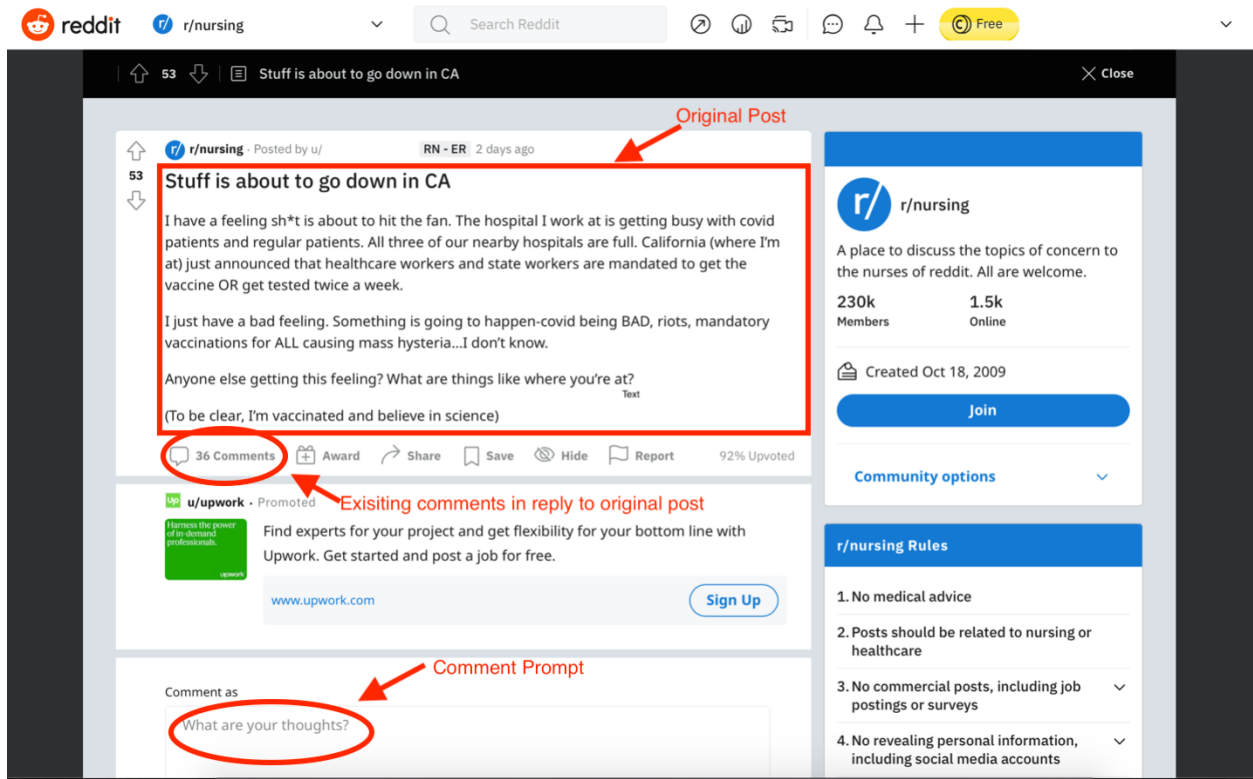 reddit
r/nursing
Search Reddit
Free
53
Stuff is about to go down in CA
Close
Original Post
r/nursing · Posted by u/ RN - ER 2 days ago
53
Stuff is about to go down in CA
I have a feeling sh*t is about to hit the fan. The hospital I work at is getting busy with covid
patients and regular patients. All three of our nearby hospitals are full. California (where I'm
at) just announced that healthcare workers and state workers are mandated to get the
vaccine OR get tested twice a week.
I just have a bad feeling. Something is going to happen-covid being BAD, riots, mandatory
vaccinations for ALL causing mass hysteria...I don't know.
Anyone else getting this feeling? What are things like where you're at?
Text
(To be clear, I'm vaccinated and believe in science)
36 Comments Award Share Save Hide Report 92% Upvoted
Exisiting comments in reply to original post
u/upwork · Promoted
Harness the power
of in-demand
professionals.
upwork
Up
Find experts for your project and get flexibility for your bottom line with
Upwork. Get started and post a job for free.
www.upwork.com
Sign Up
Comment Prompt
Comment as
What are your thoughts?
r/
r/nursing
A place to discuss the topics of concern to
the nurses of reddit. All are welcome.
230k 1.5k
Members Online
Created Oct 18, 2009
Join
Community options
r/nursing Rules
1. No medical advice
2. Posts should be related to nursing or
healthcare
3. No commercial posts, including job
postings or surveys
4. No revealing personal information,
including social media accounts